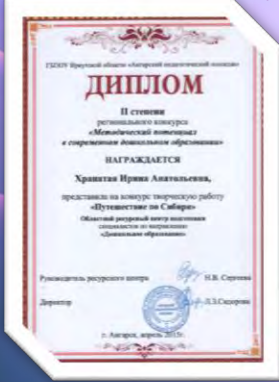 ГБПОУ Иркутской области «Ангарский педагогический колледж»
ДИПЛОМ
II степени
регионального конкурса
«Методический потенциал
в современном дошкольном образовании»
НАГРАЖДАЕТСЯ
Ирина Анатольевна,
представила на конкурс творческую работу
«Путешествие по Сибири»
Областной ресурсный центр подготовки
специалистов по направлению
«Дошкольное образование»
Руководитель ресурсного центра Н.В. Сергеева
Директор Л.З.Сидорова
г. Ангарск, апрель